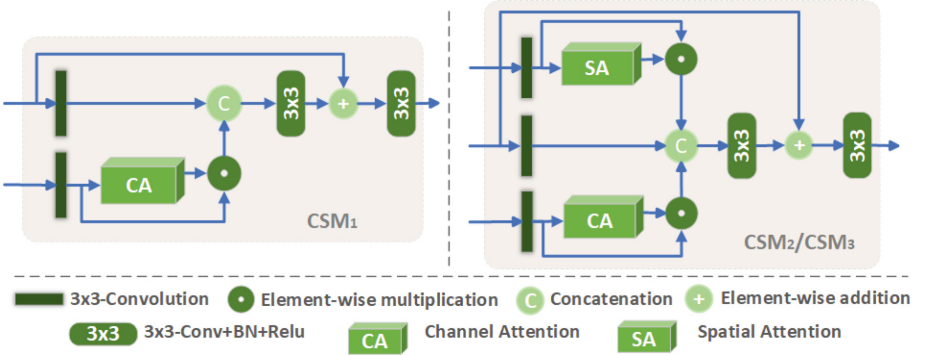 SA
C
3x3
+
3x3
C
3x3
+
3x3
CA
CA
CSM1
CSM2/CSM3
3x3-Convolution
Element-wise multiplication
C Concatenation
+ Element-wise addition
3x3 3x3-Conv+BN+Relu
CA Channel Attention
SA Spatial Attention